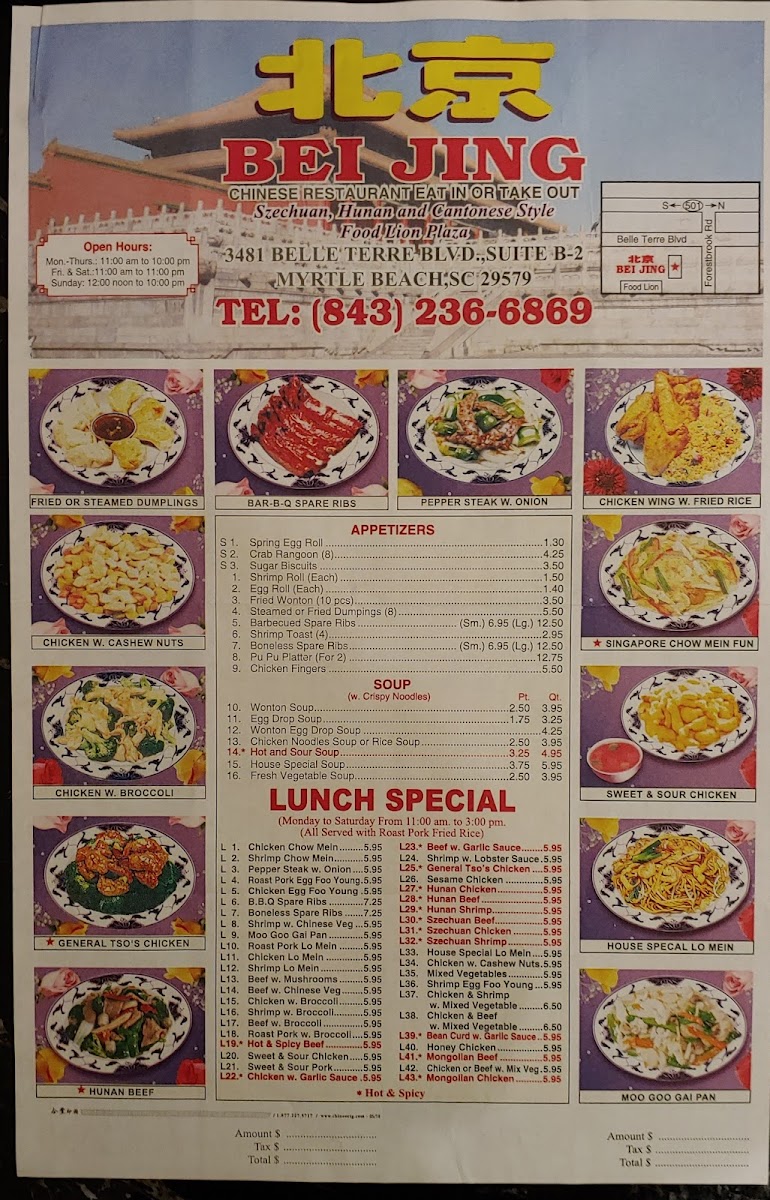 北京
BEI JING
CHINESE RESTAURANT EAT IN OR TAKE OUT
Szechuan, Hunan and Cantonese Style
Food Lion Plaza
3481 BELLE TERRE BLVD.,SUITE B-2
MYRTLE BEACH,SC 29579
TEL: (843) 236-6869
Open Hours:
Mon.-Thurs.: 11:00 am to 10:00 pm
Fri. & Sat.:11:00 am to 11:00 pm
Sunday: 12:00 noon to 10:00 pm
S 501 N
Belle Terre Blvd
Forestbrook Rd
北京
BEI JING
Food Lion
FRIED OR STEAMED DUMPLINGS
BAR-B-Q SPARE RIBS
PEPPER STEAK W. ONION
CHICKEN WING W. FRIED RICE
CHICKEN W. CASHEW NUTS
CHICKEN W. BROCCOLI
GENERAL TSO'S CHICKEN
HUNAN BEEF
APPETIZERS
S 1. Spring Egg Roll 1.30
S 2. Crab Rangoon (8) 4.25
S 3. Sugar Biscuits 3.50
1. Shrimp Roll (Each) 1.50
2. Egg Roll (Each) 1.40
3. Fried Wonton (10 pcs) 3.50
4. Steamed or Fried Dumpings (8) 5.50
5. Barbecued Spare Ribs (Sm.) 6.95 (Lg.) 12.50
6. Shrimp Toast (4) 2.95
7. Boneless Spare Ribs (Sm.) 6.95 (Lg.) 12.50
8. Pu Pu Platter (For 2) 12.75
9. Chicken Fingers 5.50
SOUP
(w. Crispy Noodles) Pt. Qt.
10. Wonton Soup 2.50 3.95
11. Egg Drop Soup 1.75 3.25
12. Wonton Egg Drop Soup 4.25
13. Chicken Noodles Soup or Rice Soup 2.50 3.95
14.* Hot and Sour Soup 3.25 4.95
15. House Special Soup 3.75 5.95
16. Fresh Vegetable Soup 2.50 3.95
LUNCH SPECIAL
(Monday to Saturday From 11:00 am. to 3:00 pm.
(All Served with Roast Pork Fried Rice)
L 1. Chicken Chow Mein 5.95
L 2. Shrimp Chow Mein 5.95
L 3. Pepper Steak w. Onion 5.95
L 4. Roast Pork Egg Foo Young 5.95
L 5. Chicken Egg Foo Young 5.95
L 6. B.B.Q Spare Ribs 7.25
L 7. Boneless Spare Ribs 7.25
L 8. Shrimp w. Chinese Veg 5.95
L 9. Moo Goo Gai Pan 5.95
L10. Roast Pork Lo Mein 5.95
L11. Chicken Lo Mein 5.95
L12. Shrimp Lo Mein 5.95
L13. Beef w. Mushrooms 5.95
L14. Beef w. Chinese Veg 5.95
L15. Chicken w. Broccoli 5.95
L16. Shrimp w. Broccoli 5.95
L17. Beef w. Broccoli 5.95
L18. Roast Pork w. Broccoli 5.95
L19.* Hot & Spicy Beef 5.95
L20. Sweet & Sour Chicken 5.95
L21. Sweet & Sour Pork 5.95
L22.* Chicken w. Garlic Sauce 5.95
L23.* Beef w. Garlic Sauce 5.95
L24. Shrimp w. Lobster Sauce 5.95
L25.* General Tso's Chicken 5.95
L26. Sesame Chicken 5.95
L27.* Hunan Chicken 5.95
L28.* Hunan Beef 5.95
L29.* Hunan Shrimp 5.95
L30.* Szechuan Beef 5.95
L31.* Szechuan Chicken 5.95
L32.* Szechuan Shrimp 5.95
L33. House Special Lo Mein 5.95
L34. Chicken w. Cashew Nuts 5.95
L35. Mixed Vegetables 5.95
L36. Shrimp Egg Foo Young 5.95
L37. Chicken & Shrimp
w. Mixed Vegetable 6.50
L38. Chicken & Beef
w. Mixed Vegetable 6.50
L39.* Bean Curd w. Garlic Sauce 5.95
L40. Honey Chicken 5.95
L41.* Mongolian Beef 5.95
L42. Chicken or Beef w. Mix Veg 5.95
L43.* Mongolian Chicken 5.95
* Hot & Spicy
SINGAPORE CHOW MEIN FUN
SWEET & SOUR CHICKEN
HOUSE SPECAL LO MEIN
MOO GOO GAI PAN
Amount $
Tax $
Total $
Amount $
Tax $
Total $